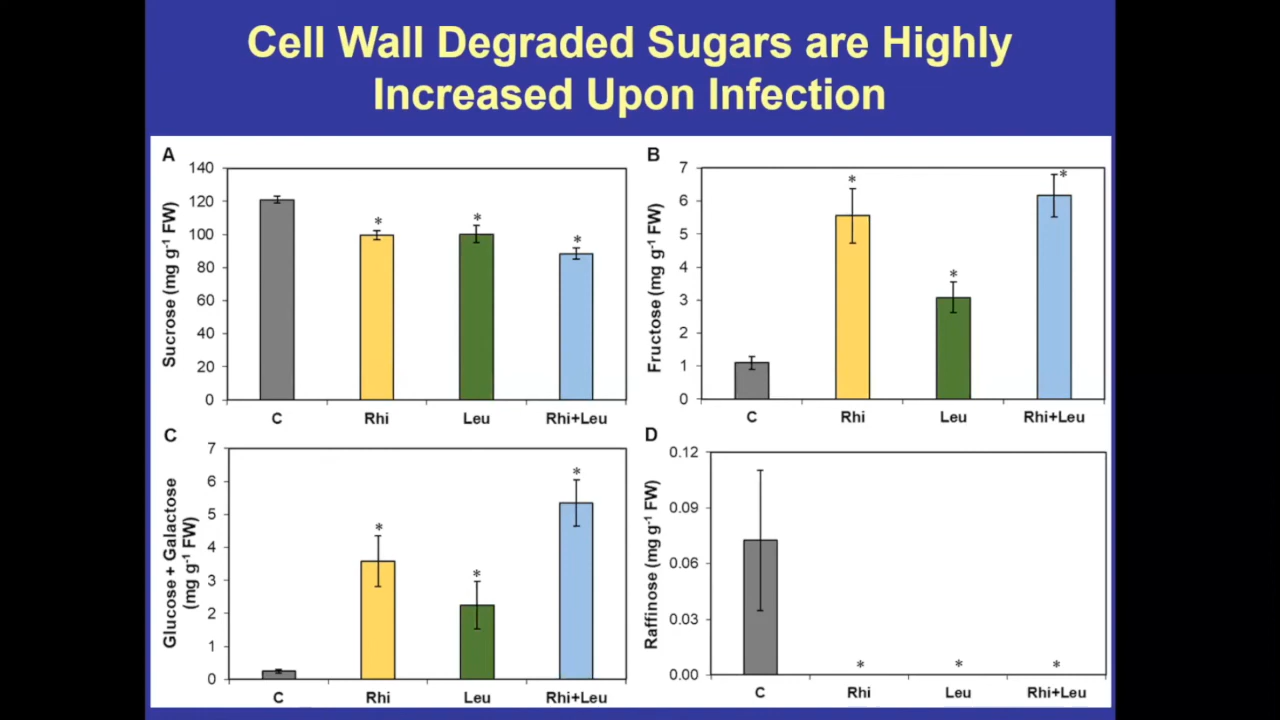 Cell Wall Degraded Sugars are Highly
Increased Upon Infection
A
Sucrose (mg g⁻¹ FW)
140
120
100
80
60
40
20
0
*
*
*
C Rhi Leu Rhi+Leu
B
Fructose (mg g⁻¹ FW)
7
6
5
4
3
2
1
0
*
*
*
C Rhi Leu Rhi+Leu
C
Glucose + Galactose
(mg g⁻¹ FW)
7
6
5
4
3
2
1
0
*
*
*
C Rhi Leu Rhi+Leu
D
Raffinose (mg g⁻¹ FW)
0.12
0.09
0.06
0.03
0.00
* * *
C Rhi Leu Rhi+Leu